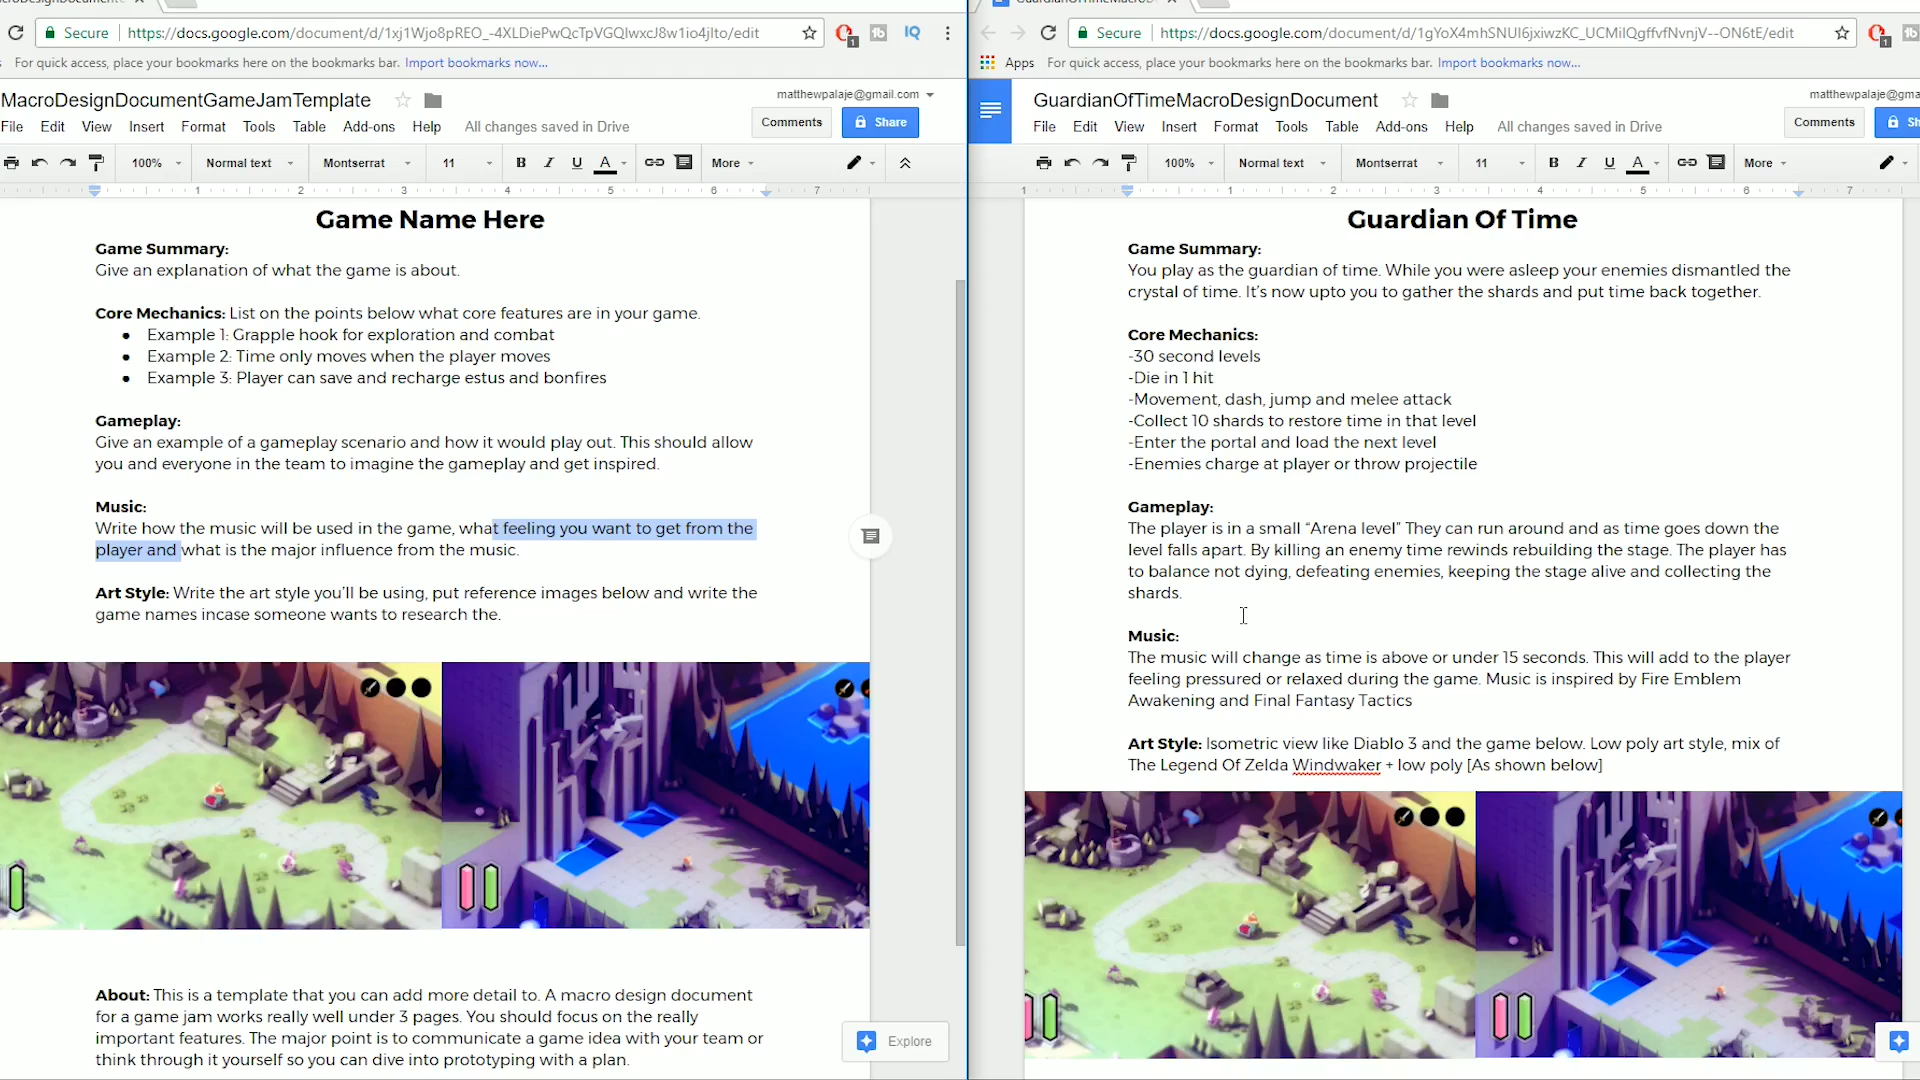 Secure
https://docs.google.com/document/d/1xj1Wjo8pREO_-4XLDiePwQcTpVGQIwxcJ8w1io4jIto/edit
1
IQ
For quick access, place your bookmarks here on the bookmarks bar. Import bookmarks now...
MacroDesignDocumentGameJamTemplate
matthewpalaje@gmail.com
File Edit View Insert Format Tools Table Add-ons Help All changes saved in Drive
Comments
Share
100% Normal text Montserrat 11 B I U A More
1 2 3 4 5 6 7
Game Name Here
Game Summary:
Give an explanation of what the game is about.
Core Mechanics: List on the points below what core features are in your game.
● Example 1: Grapple hook for exploration and combat
● Example 2: Time only moves when the player moves
● Example 3: Player can save and recharge estus and bonfires
Gameplay:
Give an example of a gameplay scenario and how it would play out. This should allow
you and everyone in the team to imagine the gameplay and get inspired.
Music:
Write how the music will be used in the game, what feeling you want to get from the
player and what is the major influence from the music.
Art Style: Write the art style you'll be using, put reference images below and write the
game names incase someone wants to research the.
About: This is a template that you can add more detail to. A macro design document
for a game jam works really well under 3 pages. You should focus on the really
important features. The major point is to communicate a game idea with your team or
think through it yourself so you can dive into prototyping with a plan.
Explore
Secure
https://docs.google.com/document/d/1gYoX4mhSNUI6jxiwzKC_UCMiIQgffvfNvnjV--ON6tE/edit
1
Apps
For quick access, place your bookmarks here on the bookmarks bar. Import bookmarks now...
GuardianOfTimeMacroDesignDocument
matthewpalaje@gma
File Edit View Insert Format Tools Table Add-ons Help All changes saved in Drive
Comments
Sh
100% Normal text Montserrat 11 B I U A More
1 1 2 3 4 5 6 7
Guardian Of Time
Game Summary:
You play as the guardian of time. While you were asleep your enemies dismantled the
crystal of time. It's now upto you to gather the shards and put time back together.
Core Mechanics:
-30 second levels
-Die in 1 hit
-Movement, dash, jump and melee attack
-Collect 10 shards to restore time in that level
-Enter the portal and load the next level
-Enemies charge at player or throw projectile
Gameplay:
The player is in a small “Arena level” They can run around and as time goes down the
level falls apart. By killing an enemy time rewinds rebuilding the stage. The player has
to balance not dying, defeating enemies, keeping the stage alive and collecting the
shards.
Music:
The music will change as time is above or under 15 seconds. This will add to the player
feeling pressured or relaxed during the game. Music is inspired by Fire Emblem
Awakening and Final Fantasy Tactics
Art Style: Isometric view like Diablo 3 and the game below. Low poly art style, mix of
The Legend Of Zelda Windwaker + low poly [As shown below]